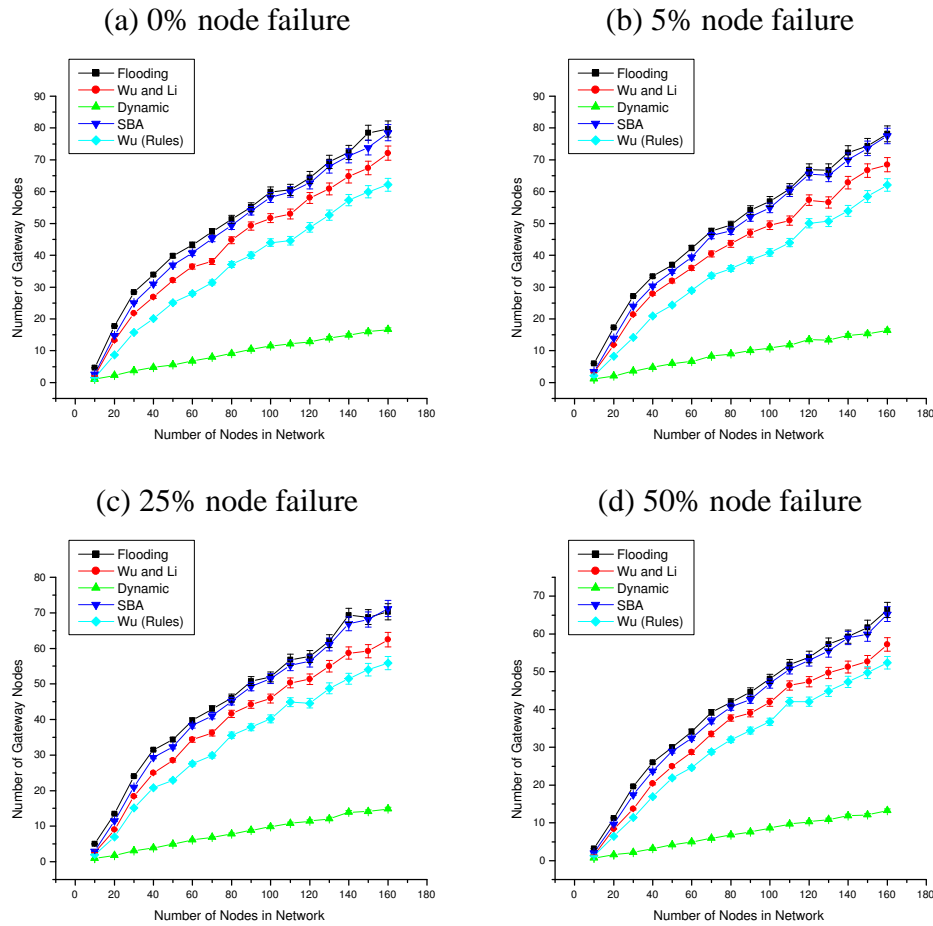 (a) 0% node failure
Flooding
Wu and Li
Dynamic
SBA
Wu (Rules)
90
80
70
60
50
40
30
20
10
0
Number of Gateway Nodes
0 20 40 60 80 100 120 140 160 180
Number of Nodes in Network
(b) 5% node failure
Flooding
Wu and Li
Dynamic
SBA
Wu (Rules)
90
80
70
60
50
40
30
20
10
0
Number of Gateway Nodes
0 20 40 60 80 100 120 140 160 180
Number of Nodes in Network
(c) 25% node failure
Flooding
Wu and Li
Dynamic
SBA
Wu (Rules)
80
70
60
50
40
30
20
10
0
Number of Gateway Nodes
0 20 40 60 80 100 120 140 160 180
Number of Nodes in Network
(d) 50% node failure
Flooding
Wu and Li
Dynamic
SBA
Wu (Rules)
70
60
50
40
30
20
10
0
Number of Gateway Nodes
0 20 40 60 80 100 120 140 160 180
Number of Nodes in Network